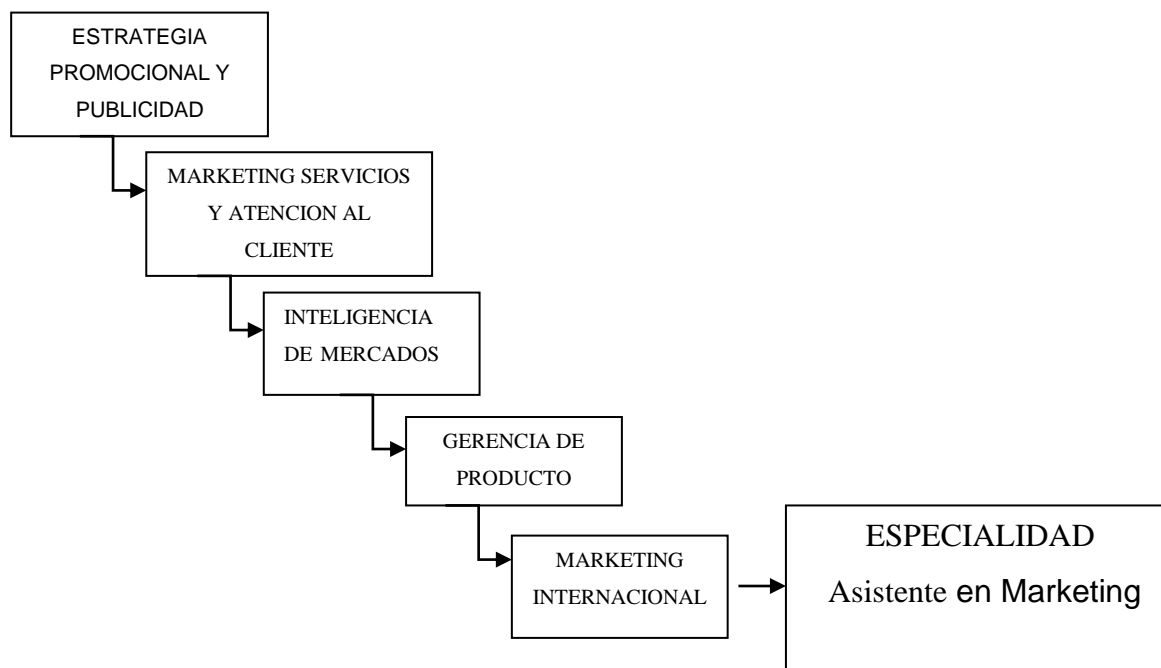 ESTRATEGIA
PROMOCIONAL Y
PUBLICIDAD
MARKETING SERVICIOS
Y ATENCION AL
CLIENTE
INTELIGENCIA
DE MERCADOS
GERENCIA DE
PRODUCTO
MARKETING
INTERNACIONAL
ESPECIALIDAD
Asistente en Marketing